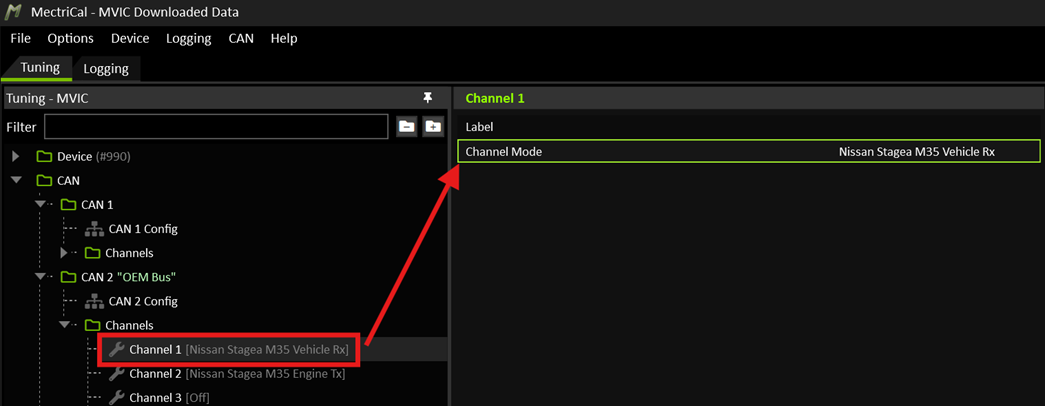 MectriCal - MVIC Downloaded Data
File Options Device Logging CAN Help
Tuning Logging
Tuning - MVIC
Filter
Device (#990)
CAN
CAN 1
CAN 1 Config
Channels
CAN 2 "OEM Bus"
CAN 2 Config
Channels
Channel 1 [Nissan Stagea M35 Vehicle Rx]
Channel 2 [Nissan Stagea M35 Engine Tx]
Channel 3 [Off]
Channel 1
Label
Channel Mode Nissan Stagea M35 Vehicle Rx